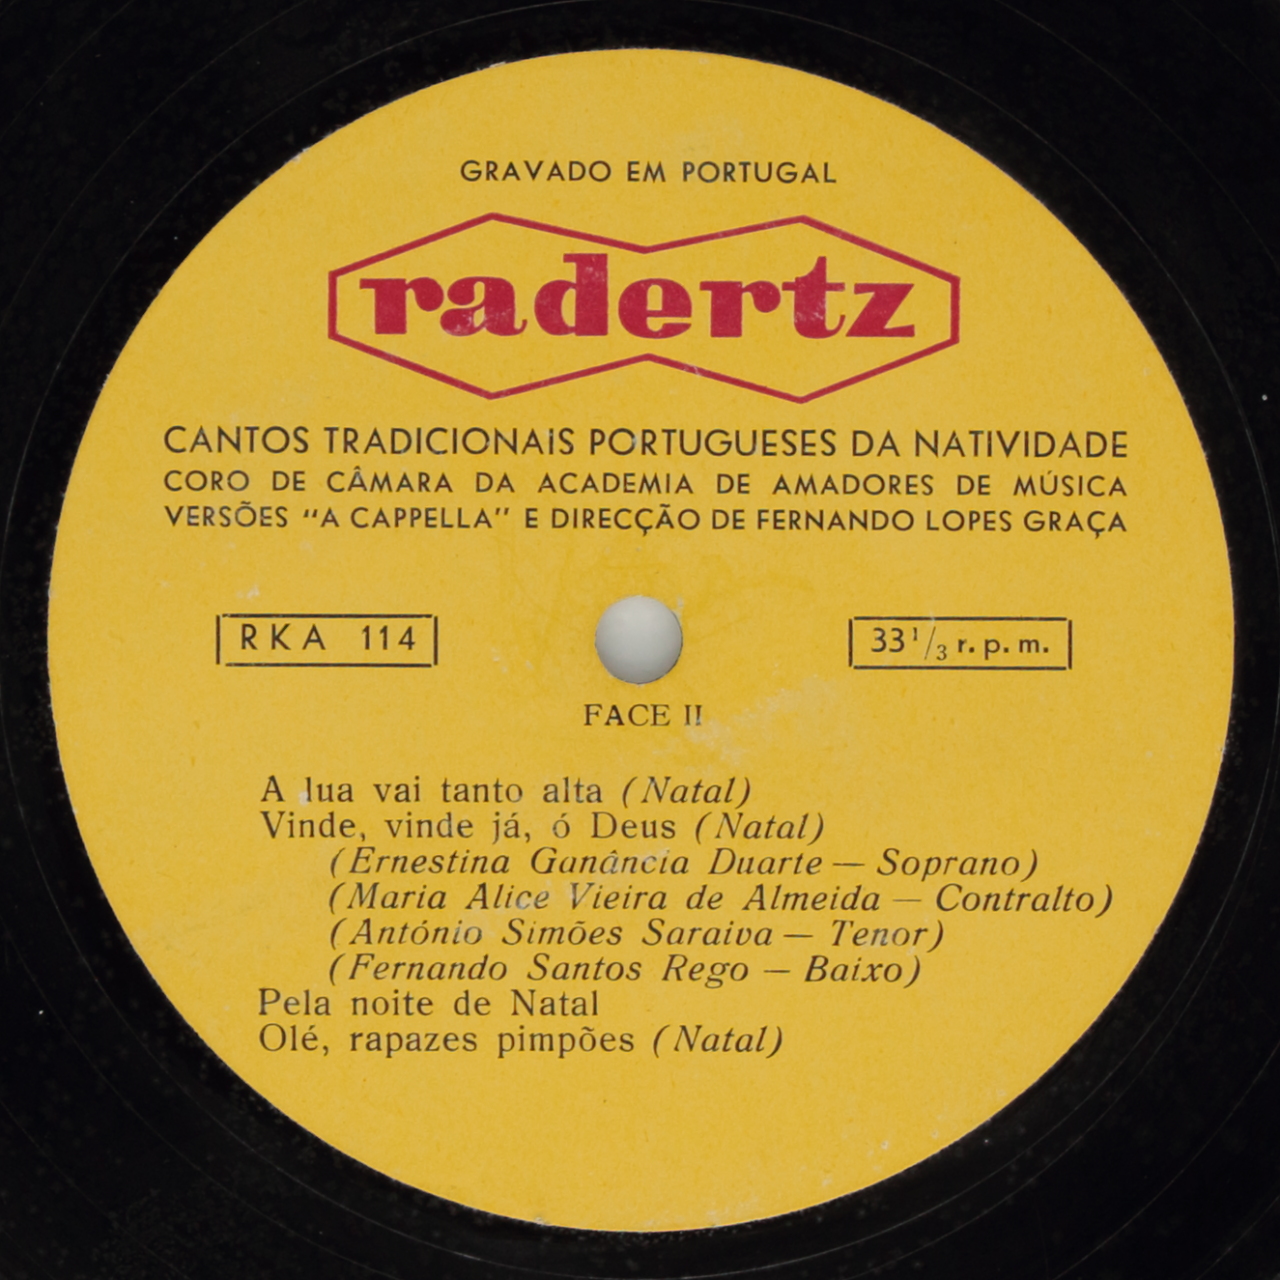 GRAVADO EM PORTUGAL
radertz
CANTOS TRADICIONAIS PORTUGUESES DA NATIVIDADE
CORO DE CÂMARA DA ACADEMIA DE AMADORES DE MÚSICA
VERSÕES "A CAPPELLA" E DIRECÇÃO DE FERNANDO LOPES GRAÇA
RKA 114
33 1/3 r. p. m.
FACE II
A lua vai tanto alta (Natal)
Vinde, vinde já, ó Deus (Natal)
(Ernestina Ganância Duarte — Soprano)
(Maria Alice Vieira de Almeida — Contralto)
(António Simões Saraiva — Tenor)
(Fernando Santos Rego — Baixo)
Pela noite de Natal
Olé, rapazes pimpões (Natal)